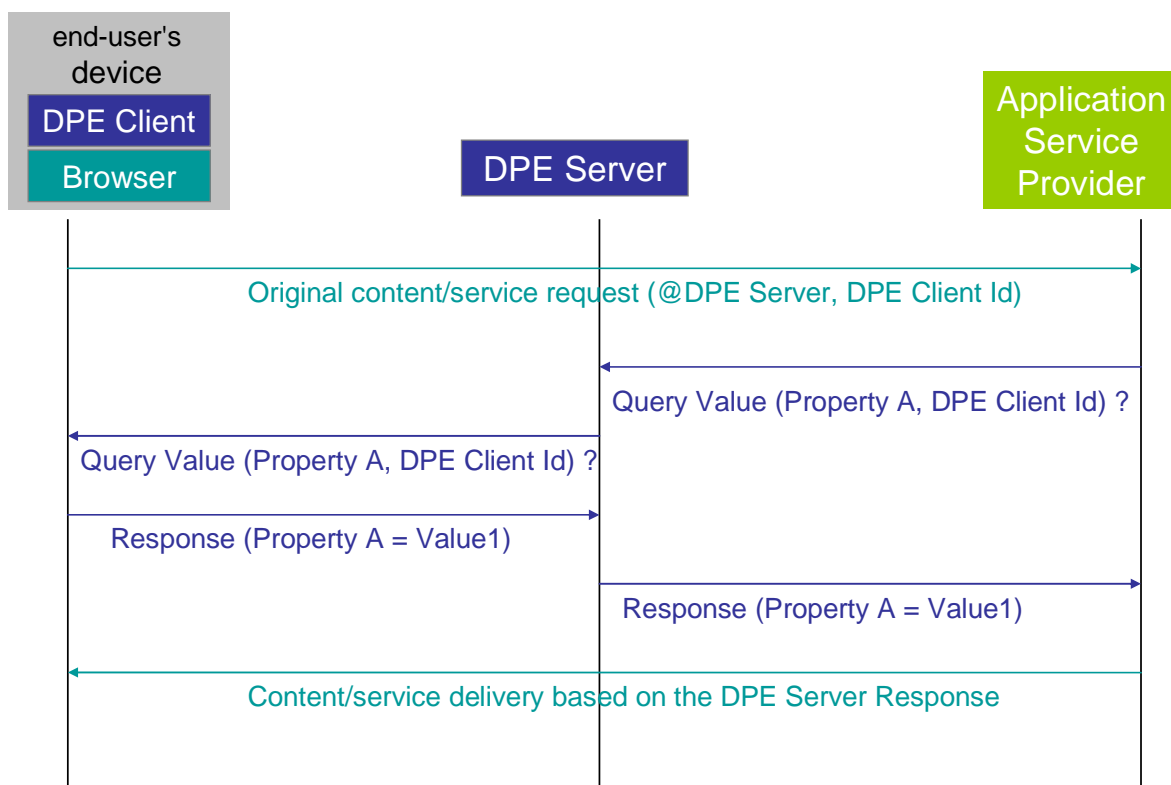 end-user's
device
DPE Client
Browser
DPE Server
Application
Service
Provider
Original content/service request (@DPE Server, DPE Client Id)
Query Value (Property A, DPE Client Id) ?
Query Value (Property A, DPE Client Id) ?
Response (Property A = Value1)
Response (Property A = Value1)
Content/service delivery based on the DPE Server Response